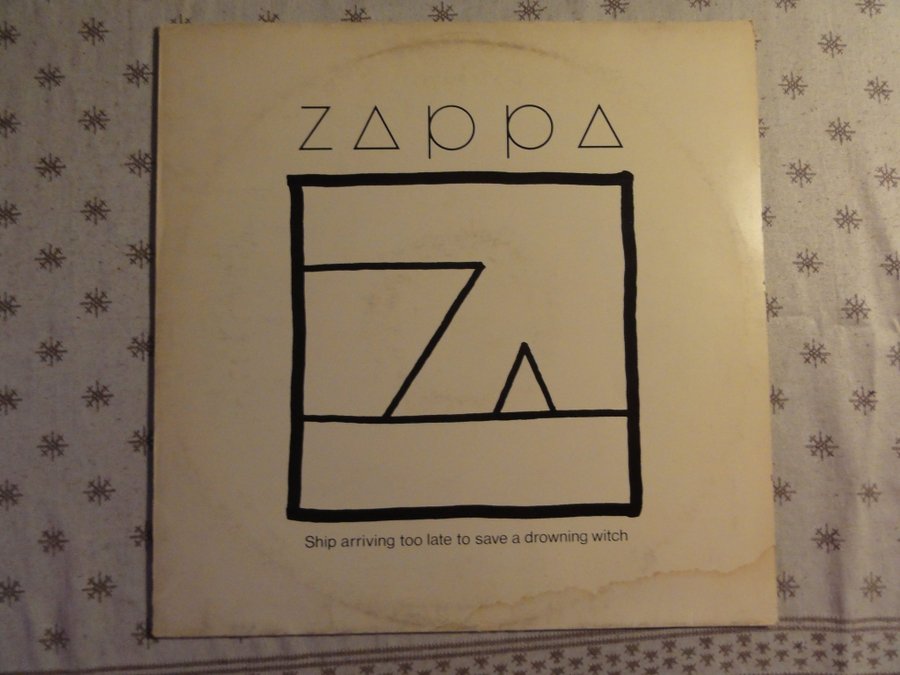 ZAPPA
Ship arriving too late to save a drowning witch